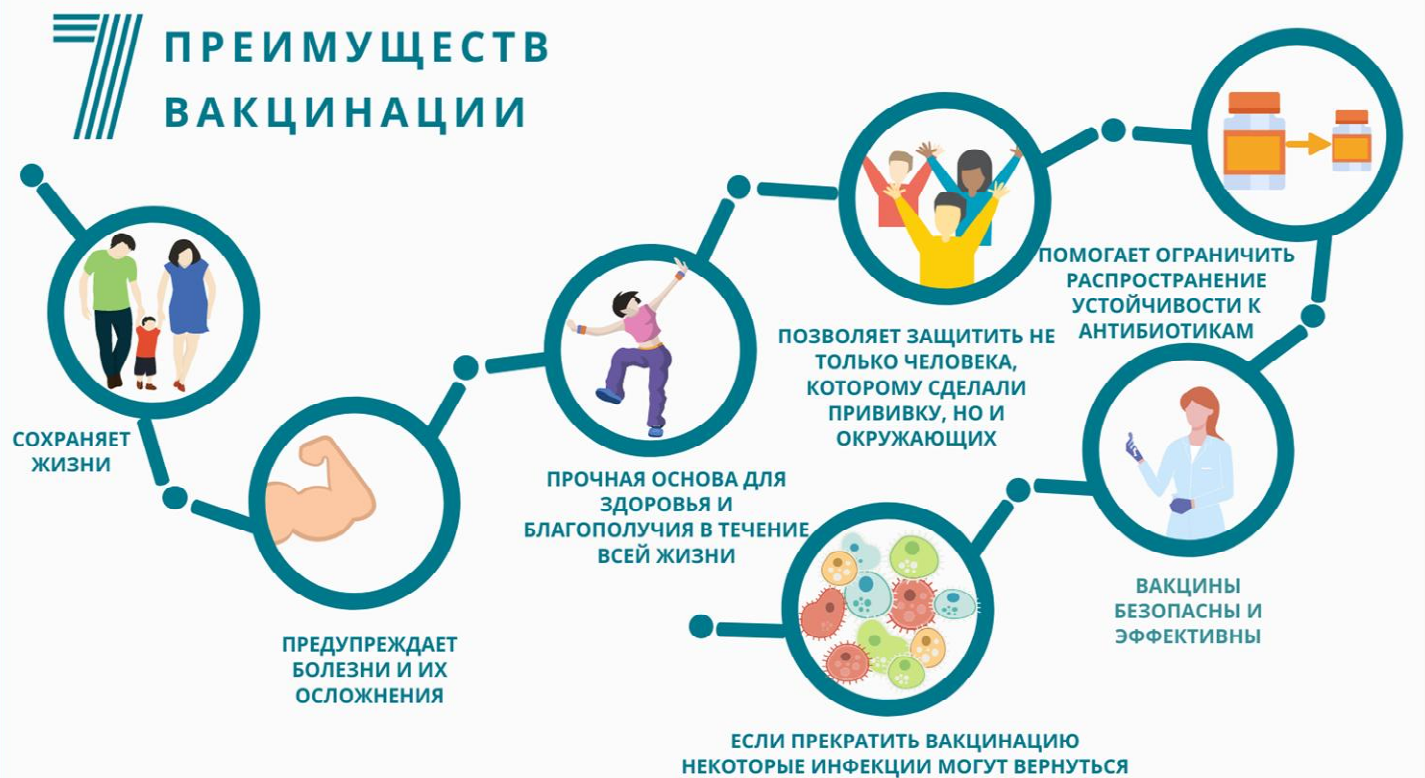 7 ПРЕИМУЩЕСТВ
ВАКЦИНАЦИИ
СОХРАНЯЕТ
ЖИЗНИ
ПРЕДУПРЕЖДАЕТ
БОЛЕЗНИ И ИХ
ОСЛОЖНЕНИЯ
ПРОЧНАЯ ОСНОВА ДЛЯ
ЗДОРОВЬЯ И
БЛАГОПОЛУЧИЯ В ТЕЧЕНИЕ
ВСЕЙ ЖИЗНИ
ПОЗВОЛЯЕТ ЗАЩИТИТЬ НЕ
ТОЛЬКО ЧЕЛОВЕКА,
КОТОРОМУ СДЕЛАЛИ
ПРИВИВКУ, НО И
ОКРУЖАЮЩИХ
ПОМОГАЕТ ОГРАНИЧИТЬ
РАСПРОСТРАНЕНИЕ
УСТОЙЧИВОСТИ К
АНТИБИОТИКАМ
ВАКЦИНЫ
БЕЗОПАСНЫ И
ЭФФЕКТИВНЫ
ЕСЛИ ПРЕКРАТИТЬ ВАКЦИНАЦИЮ
НЕКОТОРЫЕ ИНФЕКЦИИ МОГУТ ВЕРНУТЬСЯ